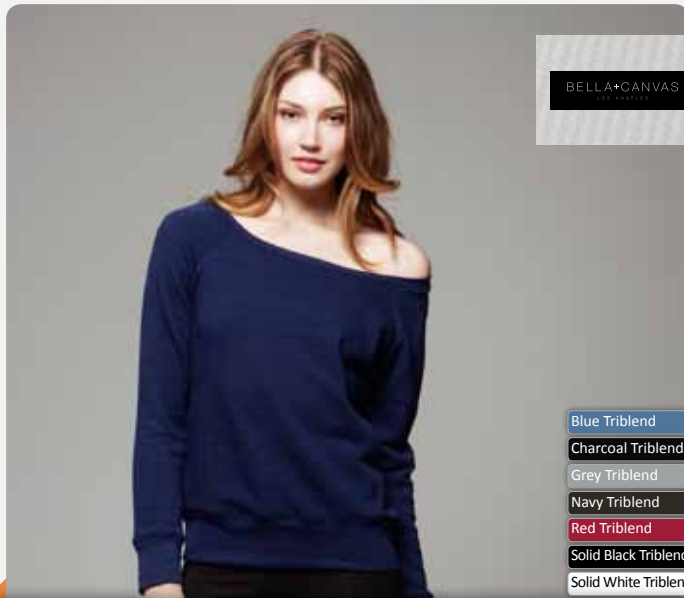 BELLA+CANVAS
LOS ANGELES
Blue Triblend
Charcoal Triblend
Grey Triblend
Navy Triblend
Red Triblend
Solid Black Triblend
Solid White Triblen